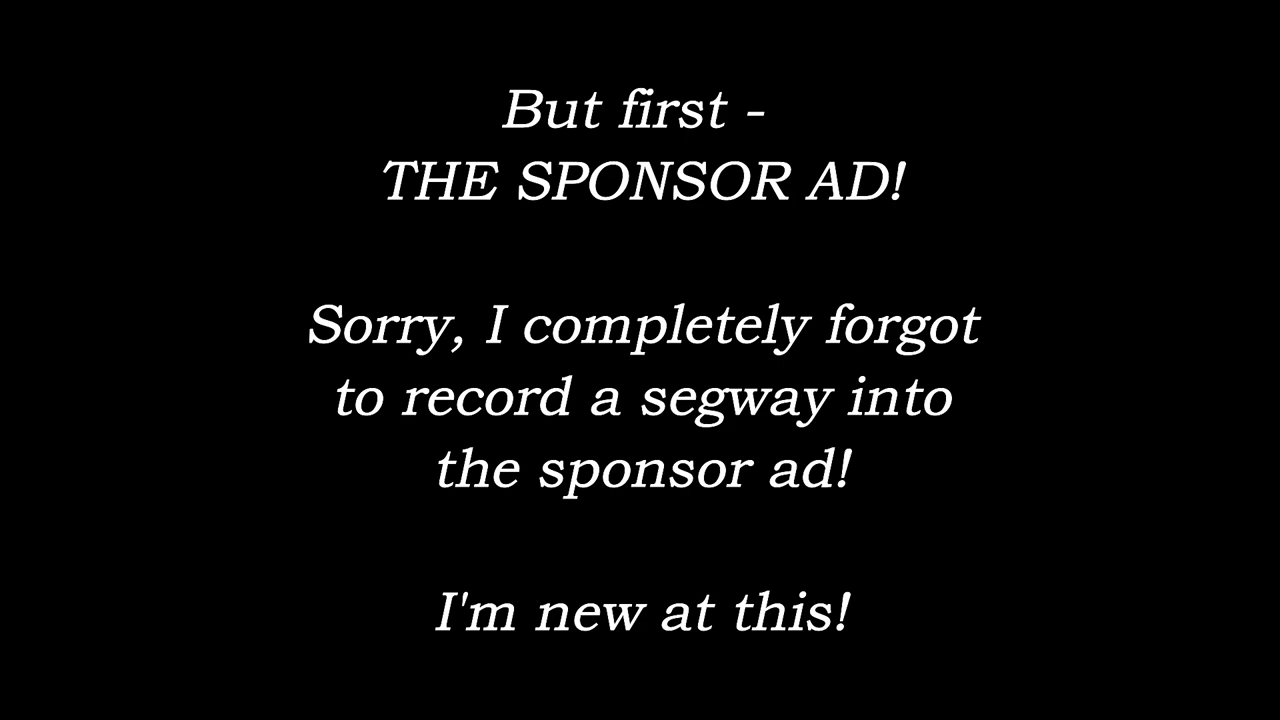 But first -
THE SPONSOR AD!
Sorry, I completely forgot
to record a segway into
the sponsor ad!
I'm new at this!